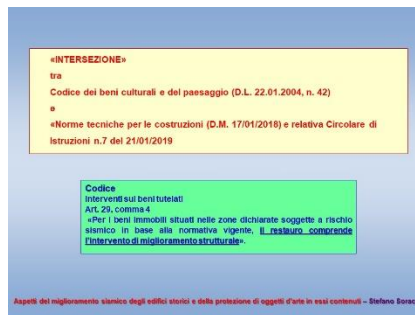 «INTERSEZIONE»
tra
Codice dei beni culturali e del paesaggio (D.L. 22.01.2004, n. 42)
e
«Norme tecniche per le costruzioni (D.M. 17/01/2018) e relativa Circolare di
Istruzioni n.7 del 21/01/2019
Codice
Interventi sui beni tutelati
Art. 29, comma 4
«Per i beni immobili situati nelle zone dichiarate soggette a rischio
sismico in base alla normativa vigente, il restauro comprende
l'intervento di miglioramento strutturale».
Aspetti del miglioramento sismico degli edifici storici e della protezione di oggetti d'arte in essi contenuti – Stefano Sorac